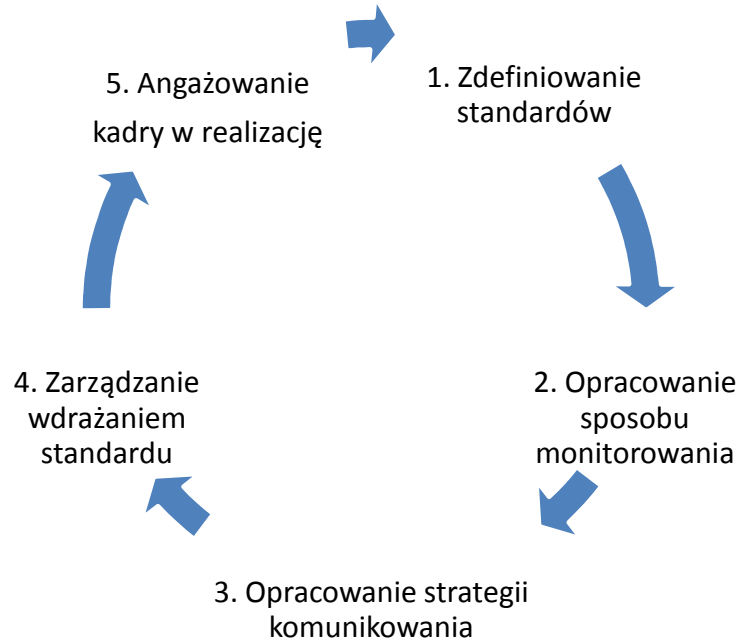 1. Zdefiniowanie
standardów
2. Opracowanie
sposobu
monitorowania
3. Opracowanie strategii
komunikowania
4. Zarządzanie
wdrażaniem
standardu
5. Angażowanie
kadry w realizację